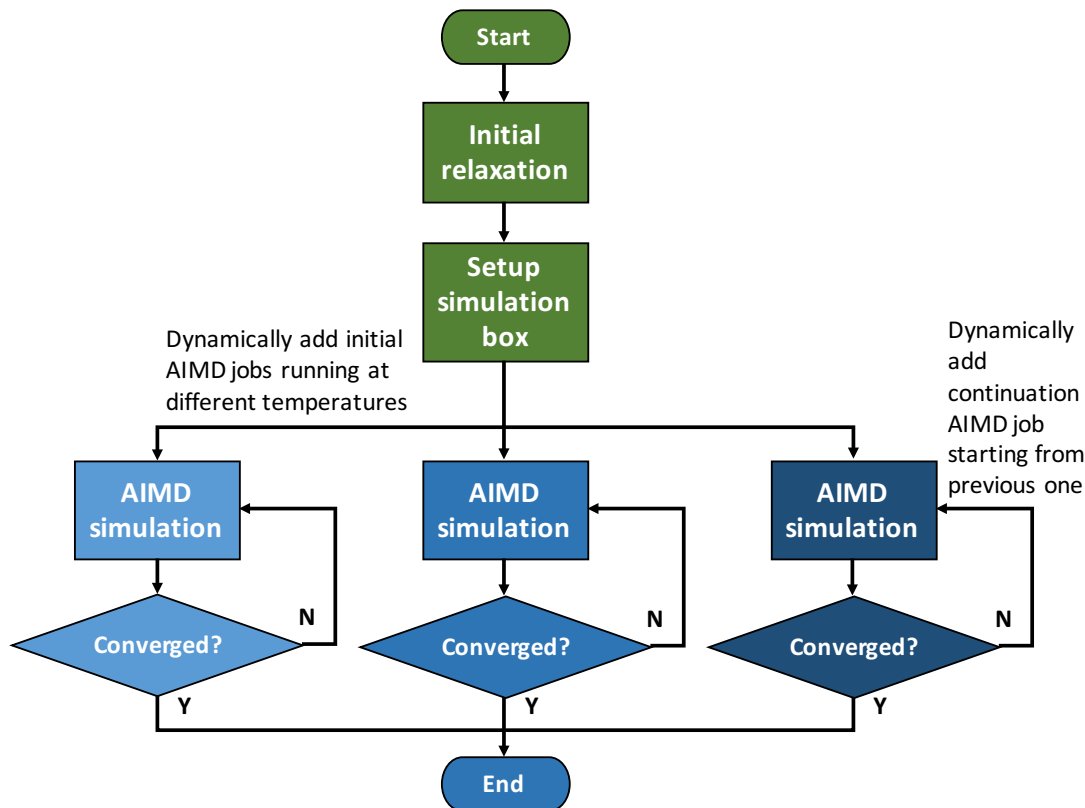 Start
Initial
relaxation
Setup
simulation
box
Dynamically add initial
AIMD jobs running at
different temperatures
Dynamically
add
continuation
AIMD job
starting from
previous one
AIMD
simulation
AIMD
simulation
AIMD
simulation
N
N
N
Converged?
Converged?
Converged?
Y
Y
Y
End